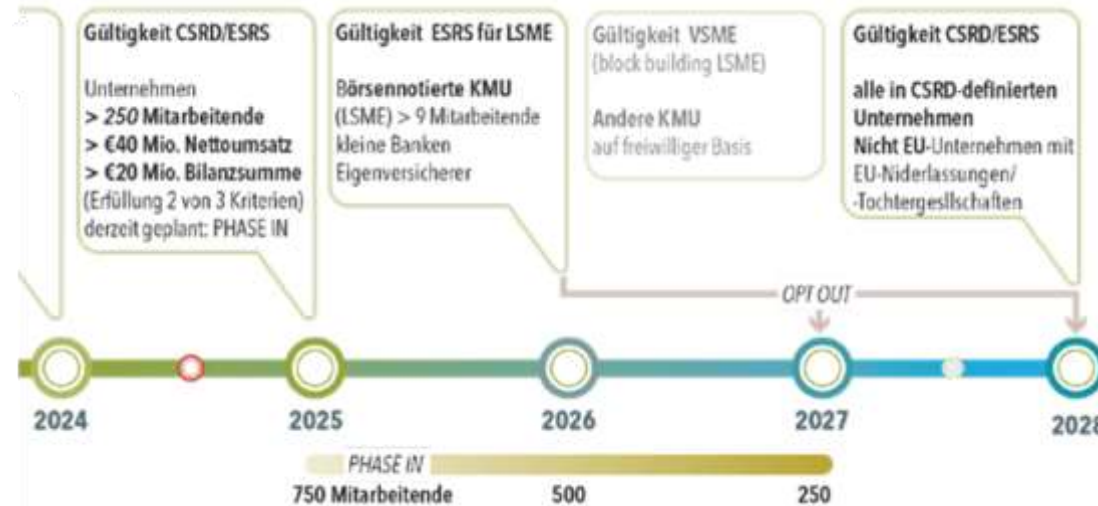 Gültigkeit CSRD/ESRS
Unternehmen
> 250 Mitarbeitende
> €40 Mio. Nettoumsatz
> €20 Mio. Bilanzsumme
(Erfüllung 2 von 3 Kriterien)
derzeit geplant: PHASE IN
Gültigkeit ESRS für LSME
Börsennotierte KMU
(LSME) > 9 Mitarbeitende
kleine Banken
Eigenversicherer
Gültigkeit VSME
(block building LSME)
Andere KMU
auf freiwilliger Basis
Gültigkeit CSRD/ESRS
alle in CSRD-definierten
Unternehmen
Nicht EU-Unternehmen mit
EU-Niderlassungen/
-Tochtergesllschaften
OPT OUT
2024
2025
2026
2027
2028
PHASE IN
750 Mitarbeitende
500
250